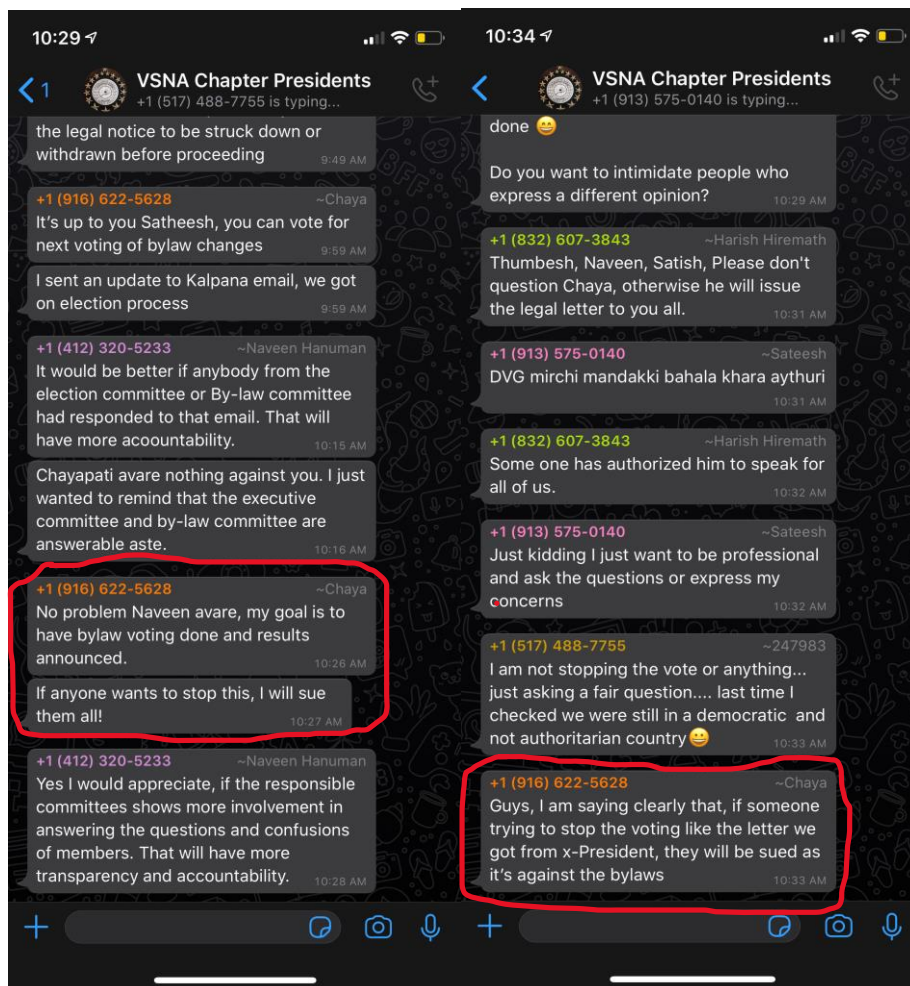 10:29
1
VSNA Chapter Presidents
+1 (517) 488-7755 is typing...
the legal notice to be struck down or
withdrawn before proceeding
9:49 AM
+1 (916) 622-5628 ~Chaya
It's up to you Satheesh, you can vote for
next voting of bylaw changes
9:59 AM
I sent an update to Kalpana email, we got
on election process
9:59 AM
+1 (412) 320-5233 ~Naveen Hanuman
It would be better if anybody from the
election committee or By-law committee
had responded to that email. That will
have more acoountability.
10:15 AM
Chayapati avare nothing against you. I just
wanted to remind that the executive
committee and by-law committee are
answerable aste.
10:16 AM
+1 (916) 622-5628 ~Chaya
No problem Naveen avare, my goal is to
have bylaw voting done and results
announced.
10:26 AM
If anyone wants to stop this, I will sue
them all!
10:27 AM
+1 (412) 320-5233 ~Naveen Hanuman
Yes I would appreciate, if the responsible
committees shows more involvement in
answering the questions and confusions
of members. That will have more
transparency and accountability.
10:28 AM
10:34
VSNA Chapter Presidents
+1 (913) 575-0140 is typing...
done 😄
Do you want to intimidate people who
express a different opinion?
10:29 AM
+1 (832) 607-3843 ~Harish Hiremath
Thumbesh, Naveen, Satish, Please don't
question Chaya, otherwise he will issue
the legal letter to you all.
10:31 AM
+1 (913) 575-0140 ~Sateesh
DVG mirchi mandakki bahala khara aythuri
10:31 AM
+1 (832) 607-3843 ~Harish Hiremath
Some one has authorized him to speak for
all of us.
10:32 AM
+1 (913) 575-0140 ~Sateesh
Just kidding I just want to be professional
and ask the questions or express my
concerns
10:32 AM
+1 (517) 488-7755 ~247983
I am not stopping the vote or anything...
just asking a fair question.... last time I
checked we were still in a democratic and
not authoritarian country😀
10:33 AM
+1 (916) 622-5628 ~Chaya
Guys, I am saying clearly that, if someone
trying to stop the voting like the letter we
got from x-President, they will be sued as
it's against the bylaws
10:33 AM